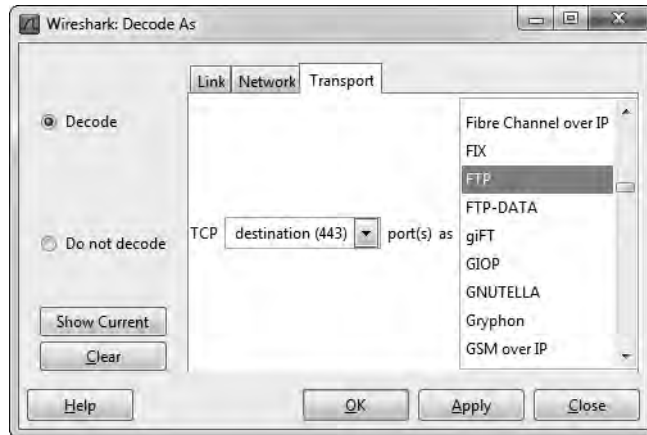 Wireshark: Decode As
Link Network Transport
Decode
Do not decode
Show Current
Clear
TCP destination (443) port(s) as
Fibre Channel over IP
FIX
FTP
FTP-DATA
giFT
GIOP
GNUTELLA
Gryphon
GSM over IP
Help
OK
Apply
Close